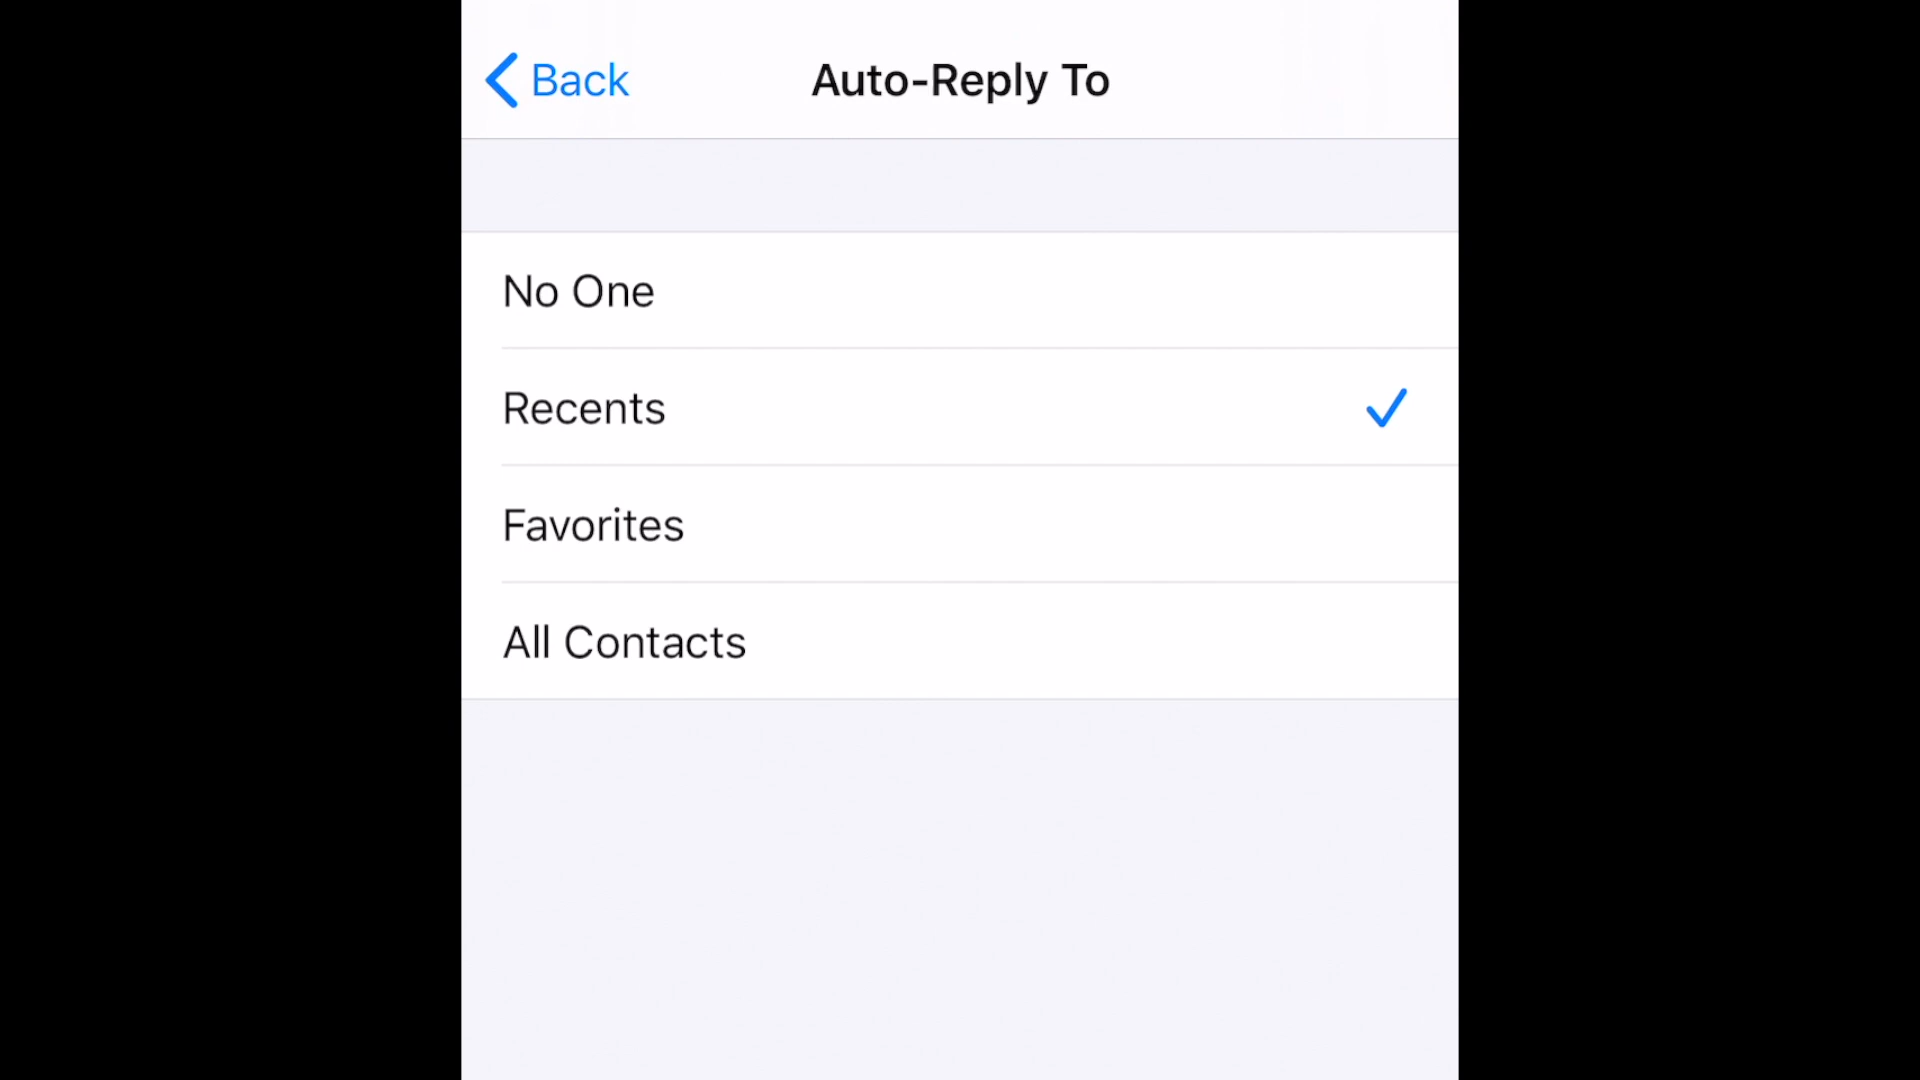 Back
Auto-Reply To
No One
Recents
Favorites
All Contacts